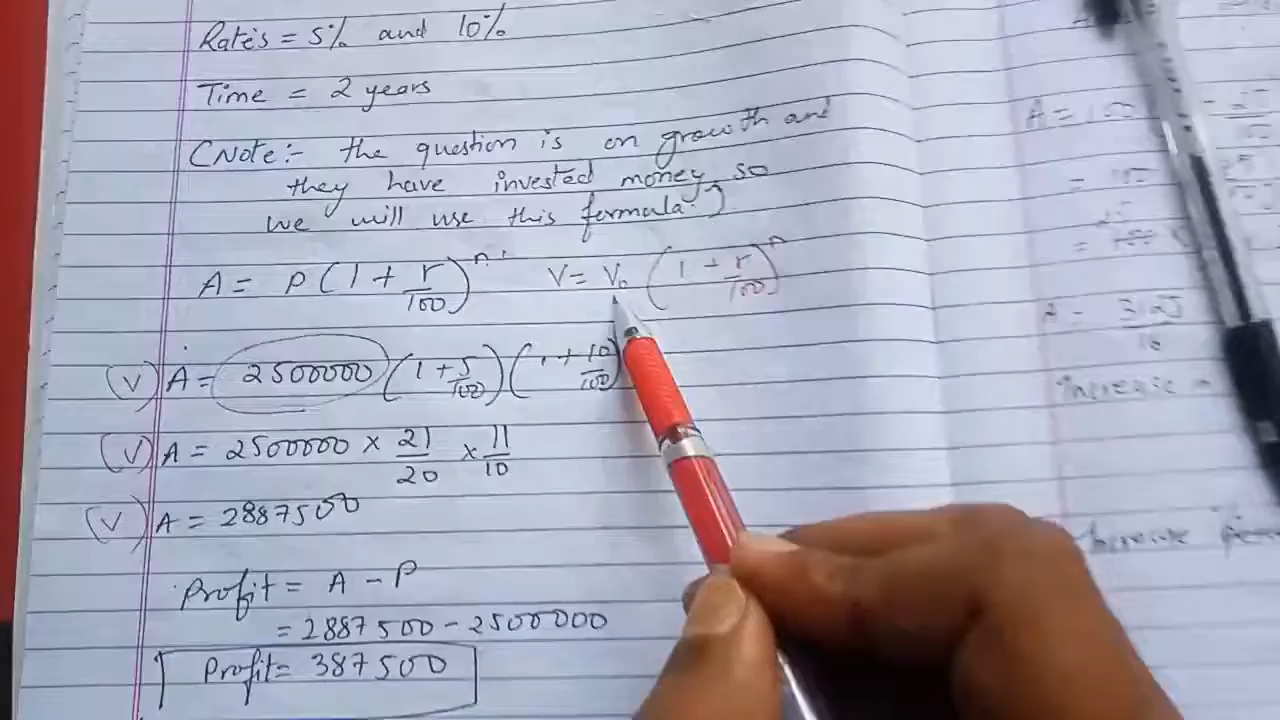 Rates = 5% and 10%
Time = 2 years
(Note:- the question is on growth and
they have invested money so
we will use this formula.)
A = P(1 + r/100)^n. V = V₀(1 + r/100)^n
(V) A = 2500000 (1 + 5/100)(1 + 10/100)
(V) A = 2500000 × 21/20 × 11/10
(V) A = 2887500
Profit = A - P
= 2887500 - 2500000
Profit = 387500
3125
Increase